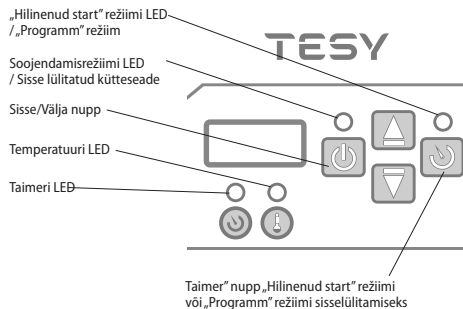 „Hilinenud start” režiimi LED
/„Programm” režiim
TESY
Soojendamisrežiimi LED
/ Sisse lülitatud kütteseade
Sisse/Välja nupp
Temperatuuri LED
Taimeri LED
Taimer” nupp „Hilinenud start” režiimi
või „Programm” režiimi sisselülitamiseks